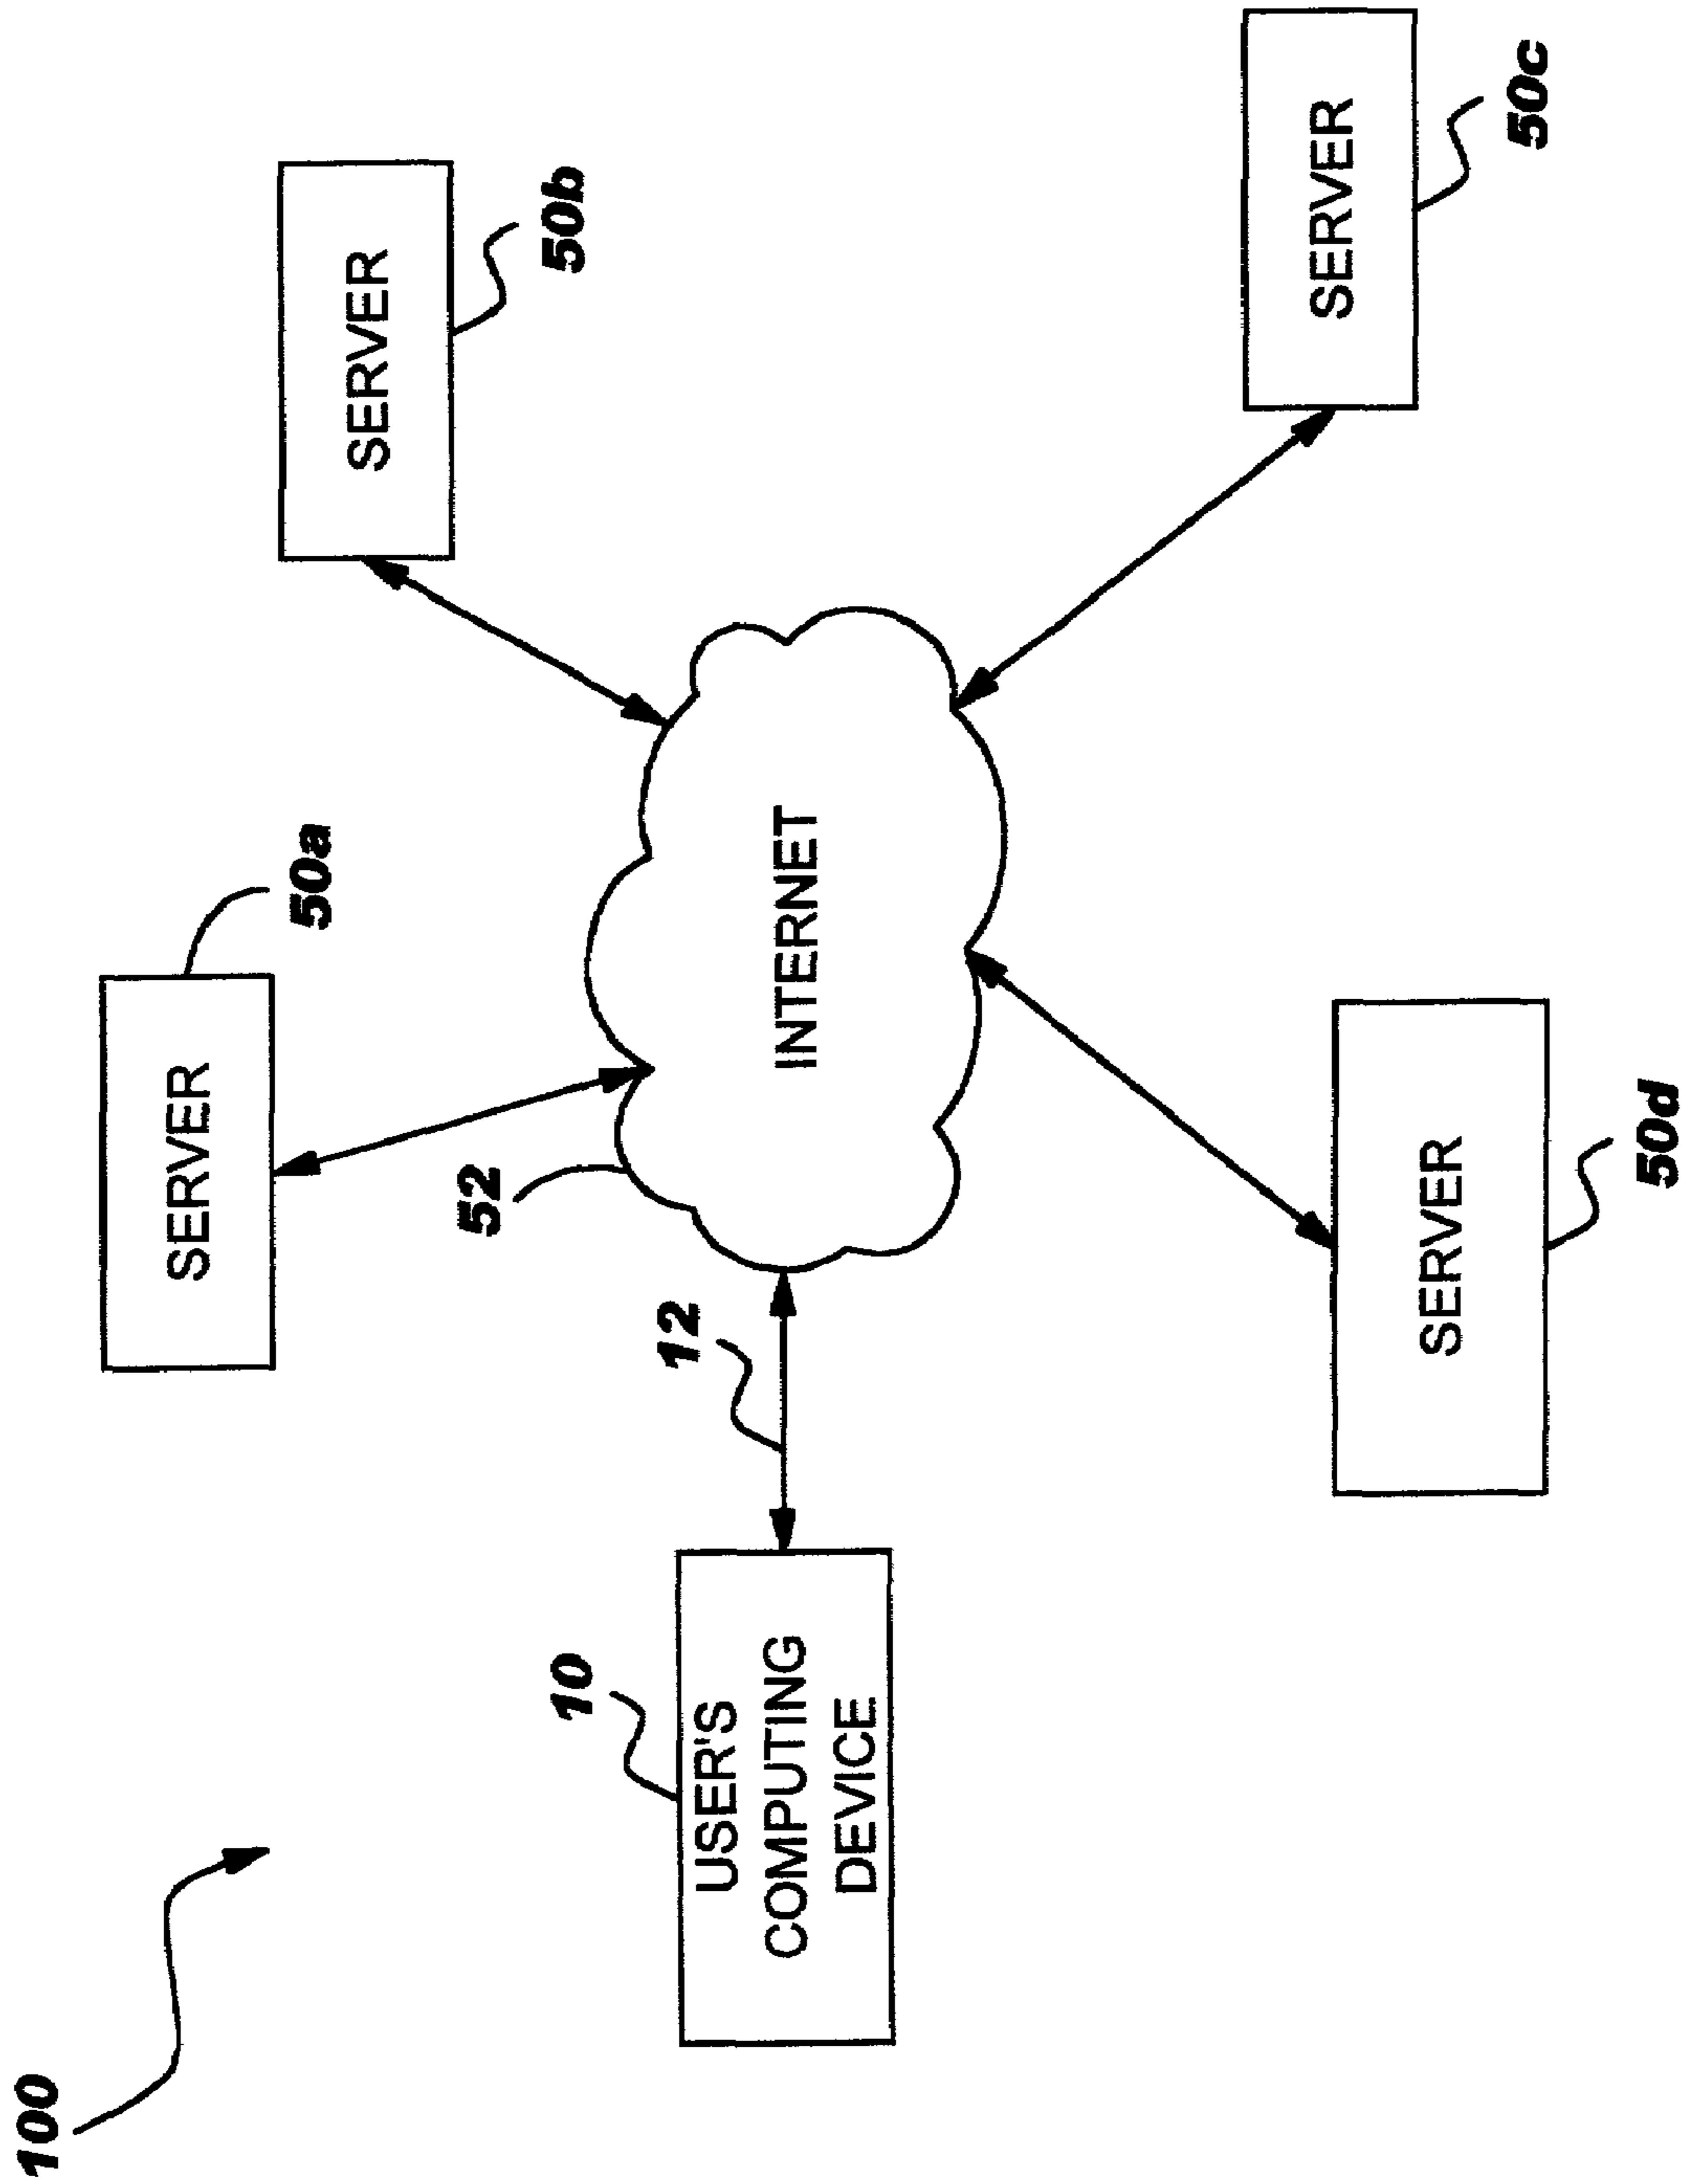 100
SERVER
50a
SERVER
50b
52
10
USER'S
COMPUTING
DEVICE
12
INTERNET
SERVER
50c
SERVER
50d